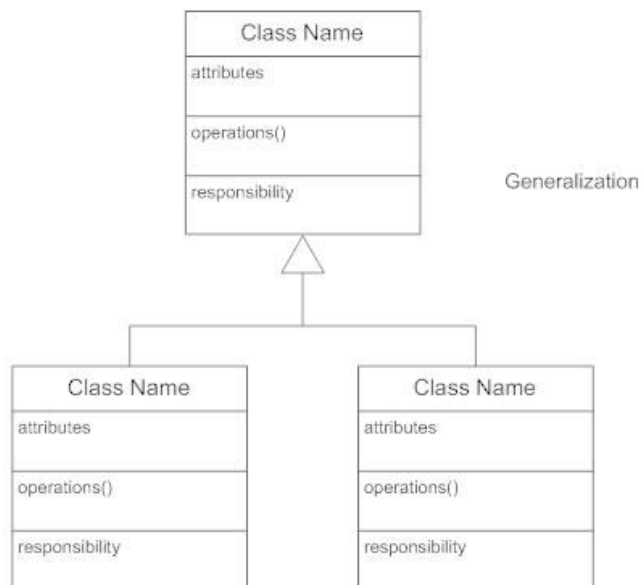 Class Name
attributes
operations()
responsibility
Generalization
Class Name
attributes
operations()
responsibility
Class Name
attributes
operations()
responsibility